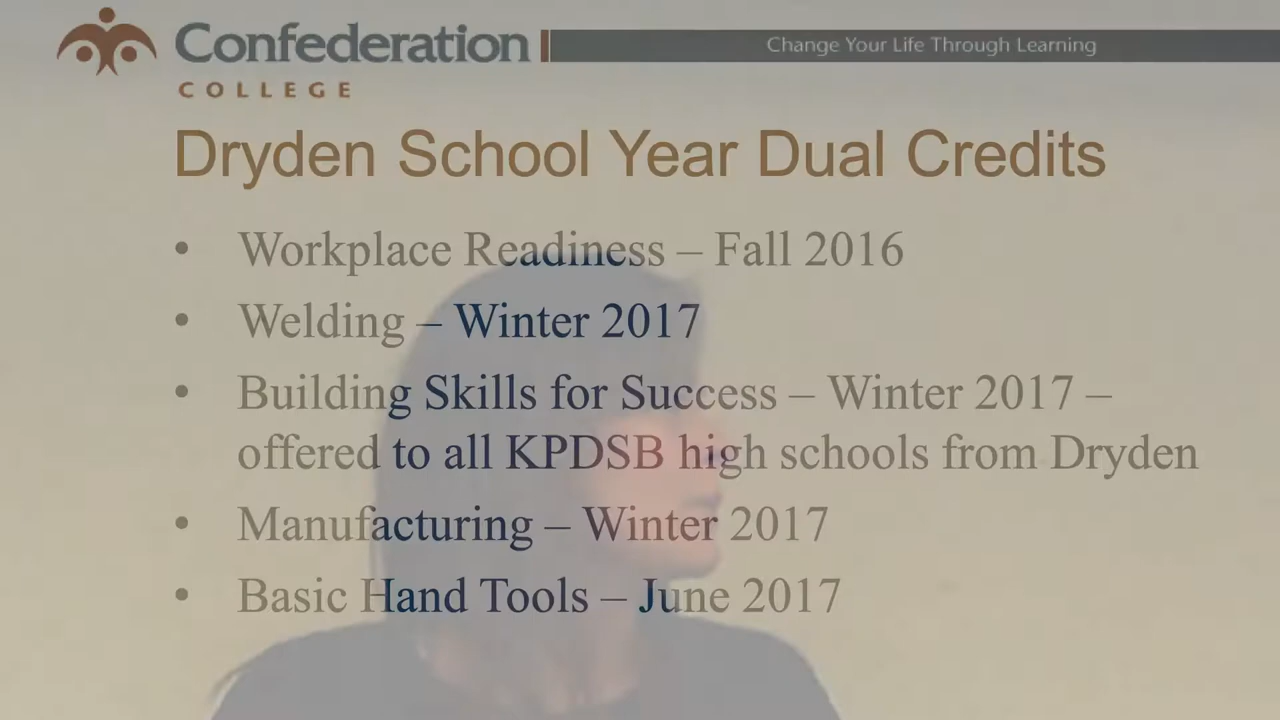 Confederation
COLLEGE
Change Your Life Through Learning
Dryden School Year Dual Credits
• Workplace Readiness – Fall 2016
• Welding – Winter 2017
• Building Skills for Success – Winter 2017 –
offered to all KPDSB high schools from Dryden
• Manufacturing – Winter 2017
• Basic Hand Tools – June 2017